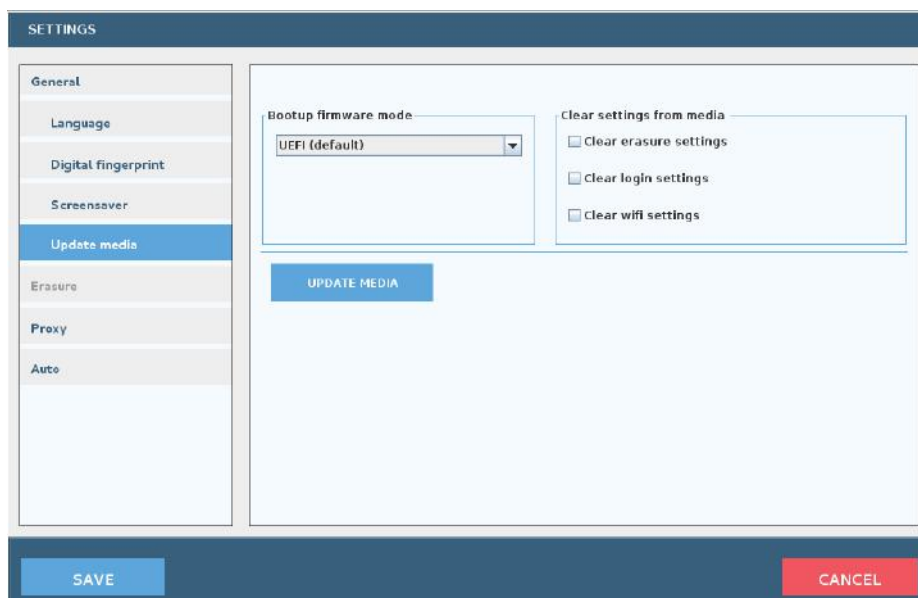 SETTINGS
General
Language
Digital fingerprint
Screensaver
Update media
Erasure
Proxy
Auto
Bootup firmware mode
UEFI (default)
Clear settings from media
Clear erasure settings
Clear login settings
Clear wifi settings
UPDATE MEDIA
SAVE
CANCEL